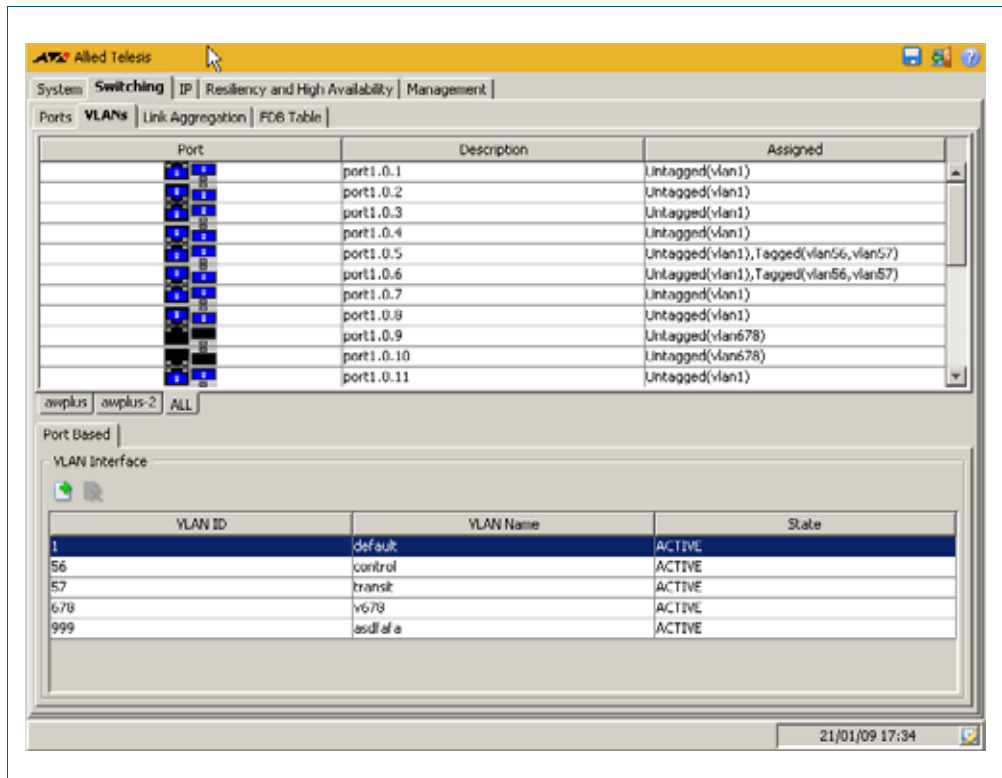 Allied Telesis
System Switching IP Resiliency and High Availability Management
Ports VLANs Link Aggregation FDB Table
Port Description Assigned
port1.0.1 Untagged(vlan1)
port1.0.2 Untagged(vlan1)
port1.0.3 Untagged(vlan1)
port1.0.4 Untagged(vlan1)
port1.0.5 Untagged(vlan1),Tagged(vlan56,vlan57)
port1.0.6 Untagged(vlan1),Tagged(vlan56,vlan57)
port1.0.7 Untagged(vlan1)
port1.0.8 Untagged(vlan1)
port1.0.9 Untagged(vlan678)
port1.0.10 Untagged(vlan678)
port1.0.11 Untagged(vlan1)
awplus awplus-2 ALL
Port Based
VLAN Interface
VLAN ID VLAN Name State
1 default ACTIVE
56 control ACTIVE
57 transit ACTIVE
678 v678 ACTIVE
999 asdfafa ACTIVE
21/01/09 17:34